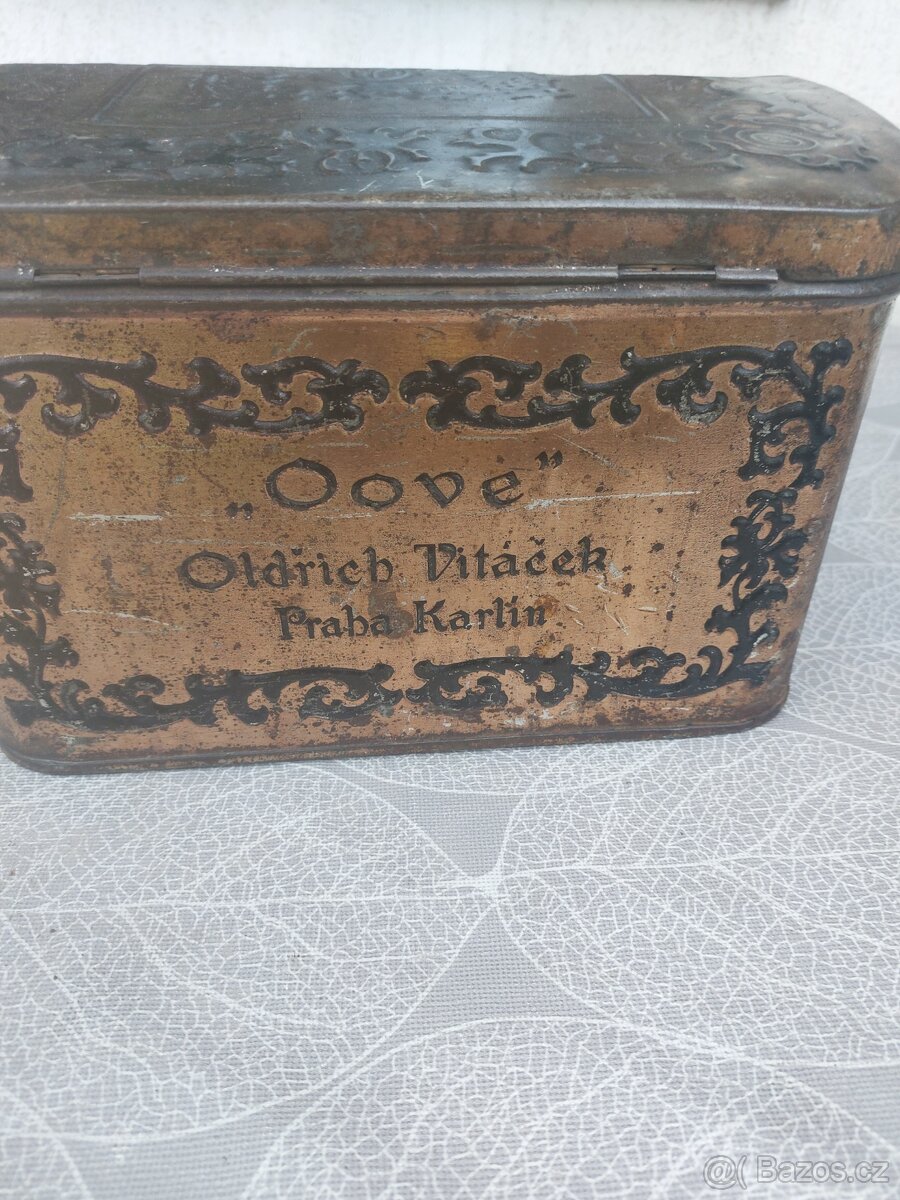 „Oove"
Oldřich Vitáček
Praha Karlín
@( Bazos.cz